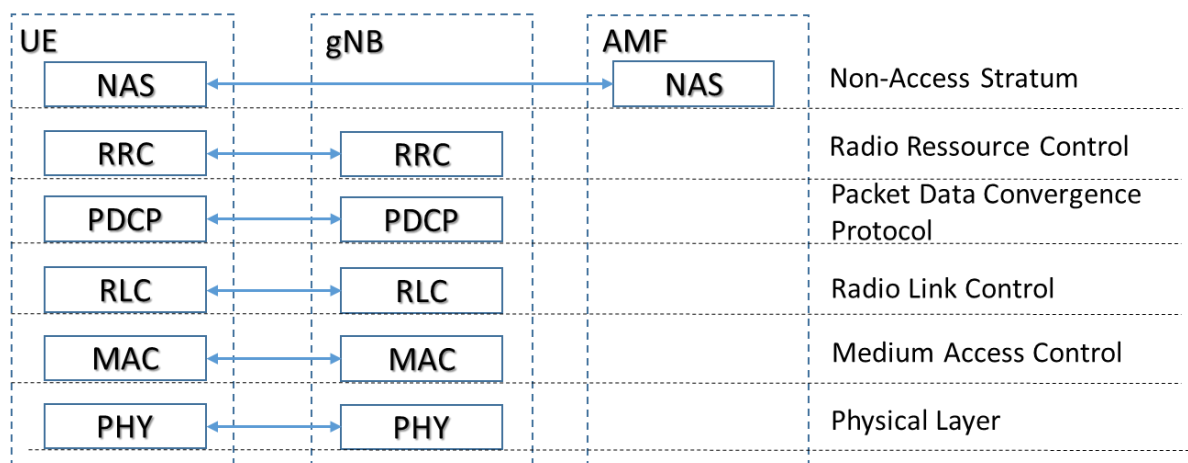 UE gNB AMF
NAS NAS Non-Access Stratum
RRC RRC Radio Ressource Control
PDCP PDCP Packet Data Convergence
Protocol
RLC RLC Radio Link Control
MAC MAC Medium Access Control
PHY PHY Physical Layer